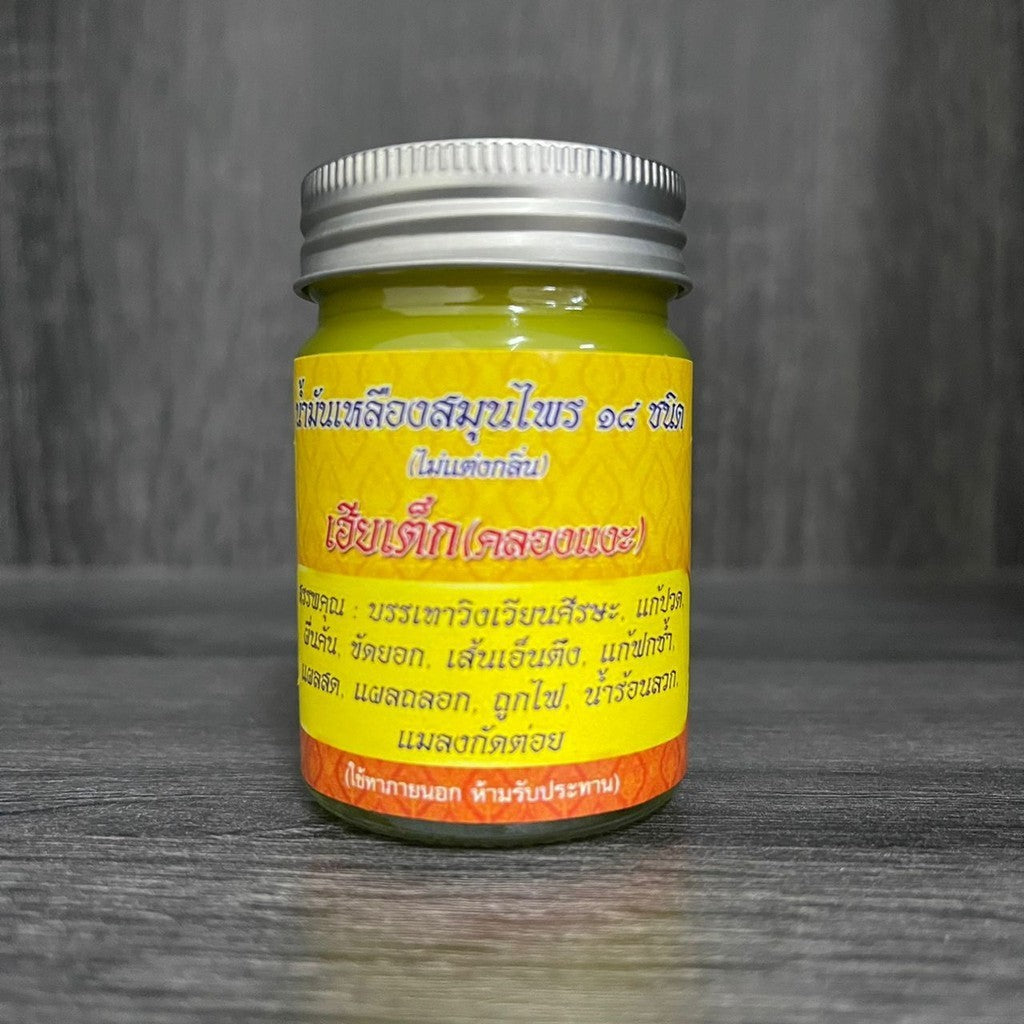 น้ำมันเหลืองสมุนไพร ๑๘ ชนิด
(ไม่แต่งกลิ่น)
เฮียเต็ก (คลองแงะ)
สรรพคุณ : บรรเทาวิงเวียนศีรษะ, แก้ปวด,
ผื่นคัน, ขัดยอก, เส้นเอ็นตึง, แก้ฟกช้ำ,
แผลสด, แผลถลอก, ถูกไฟ, น้ำร้อนลวก,
แมลงกัดต่อย
(ใช้ทาภายนอก ห้ามรับประทาน)